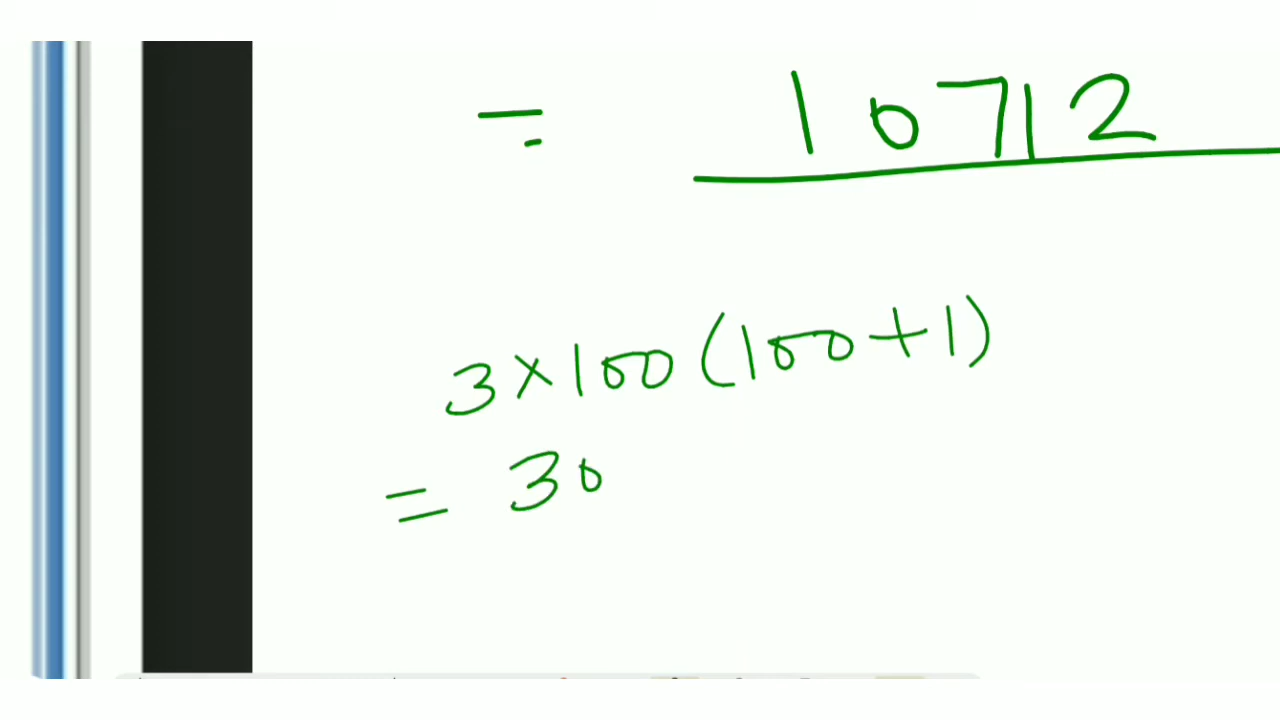 = 10712
3×100(100+1)
= 30